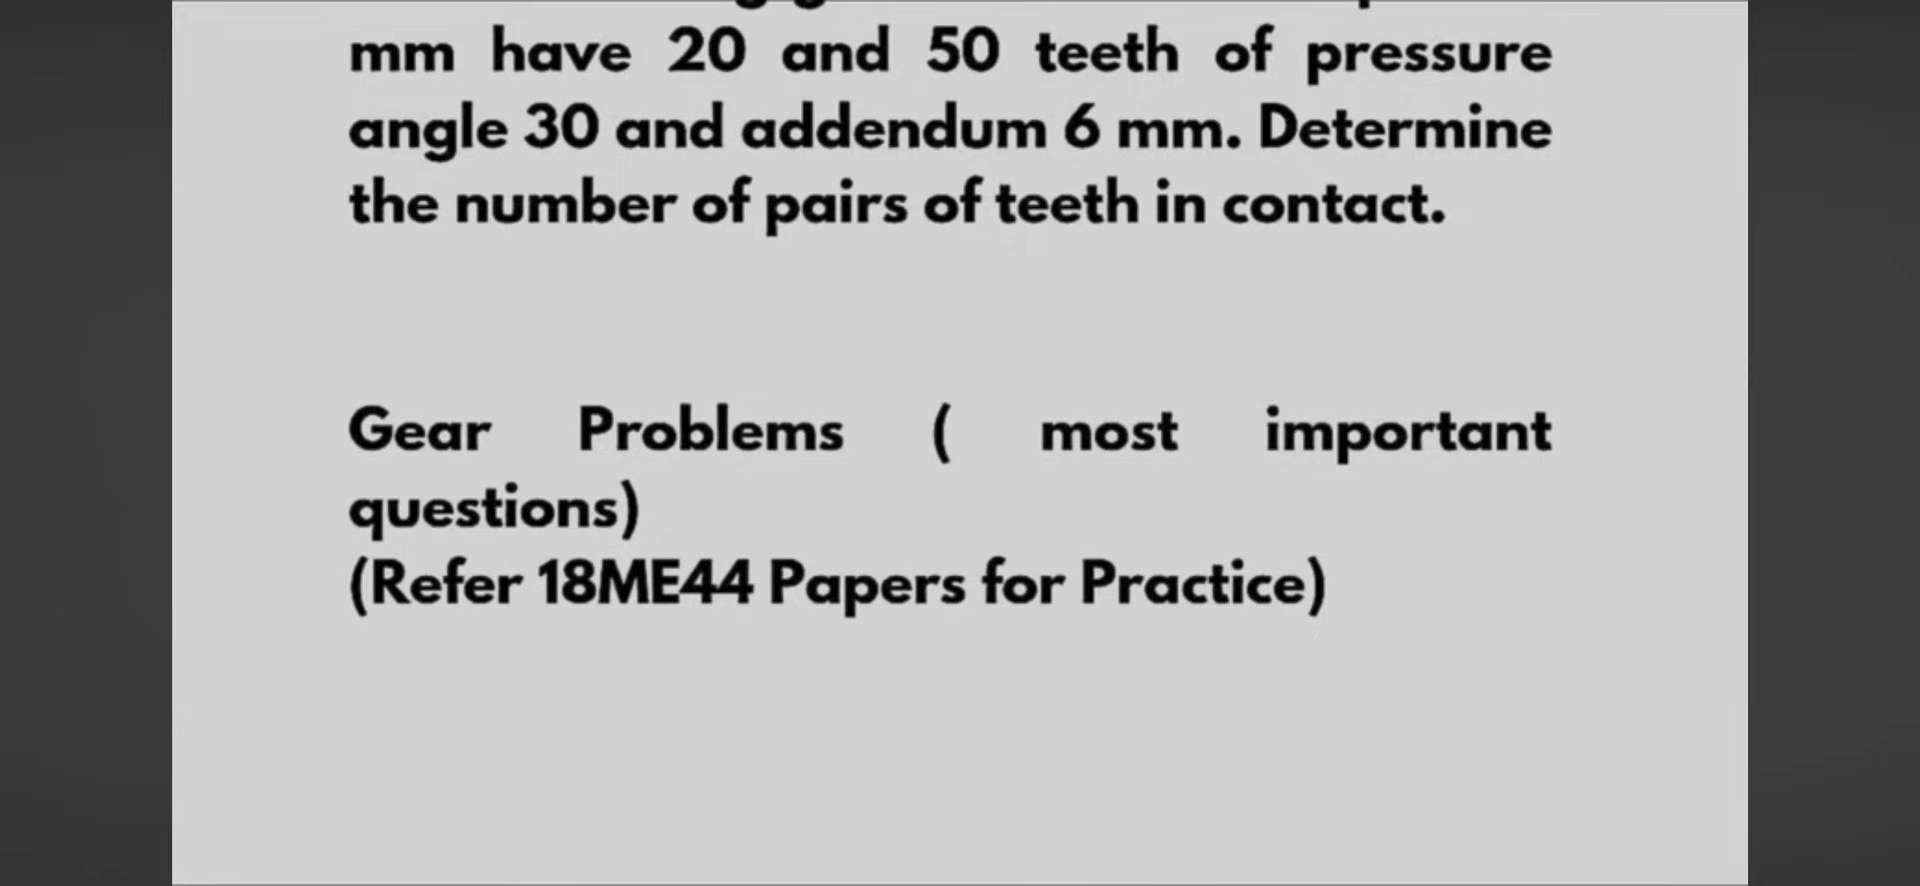 mm have 20 and 50 teeth of pressure
angle 30 and addendum 6 mm. Determine
the number of pairs of teeth in contact.
Gear Problems ( most important
questions)
(Refer 18ME44 Papers for Practice)